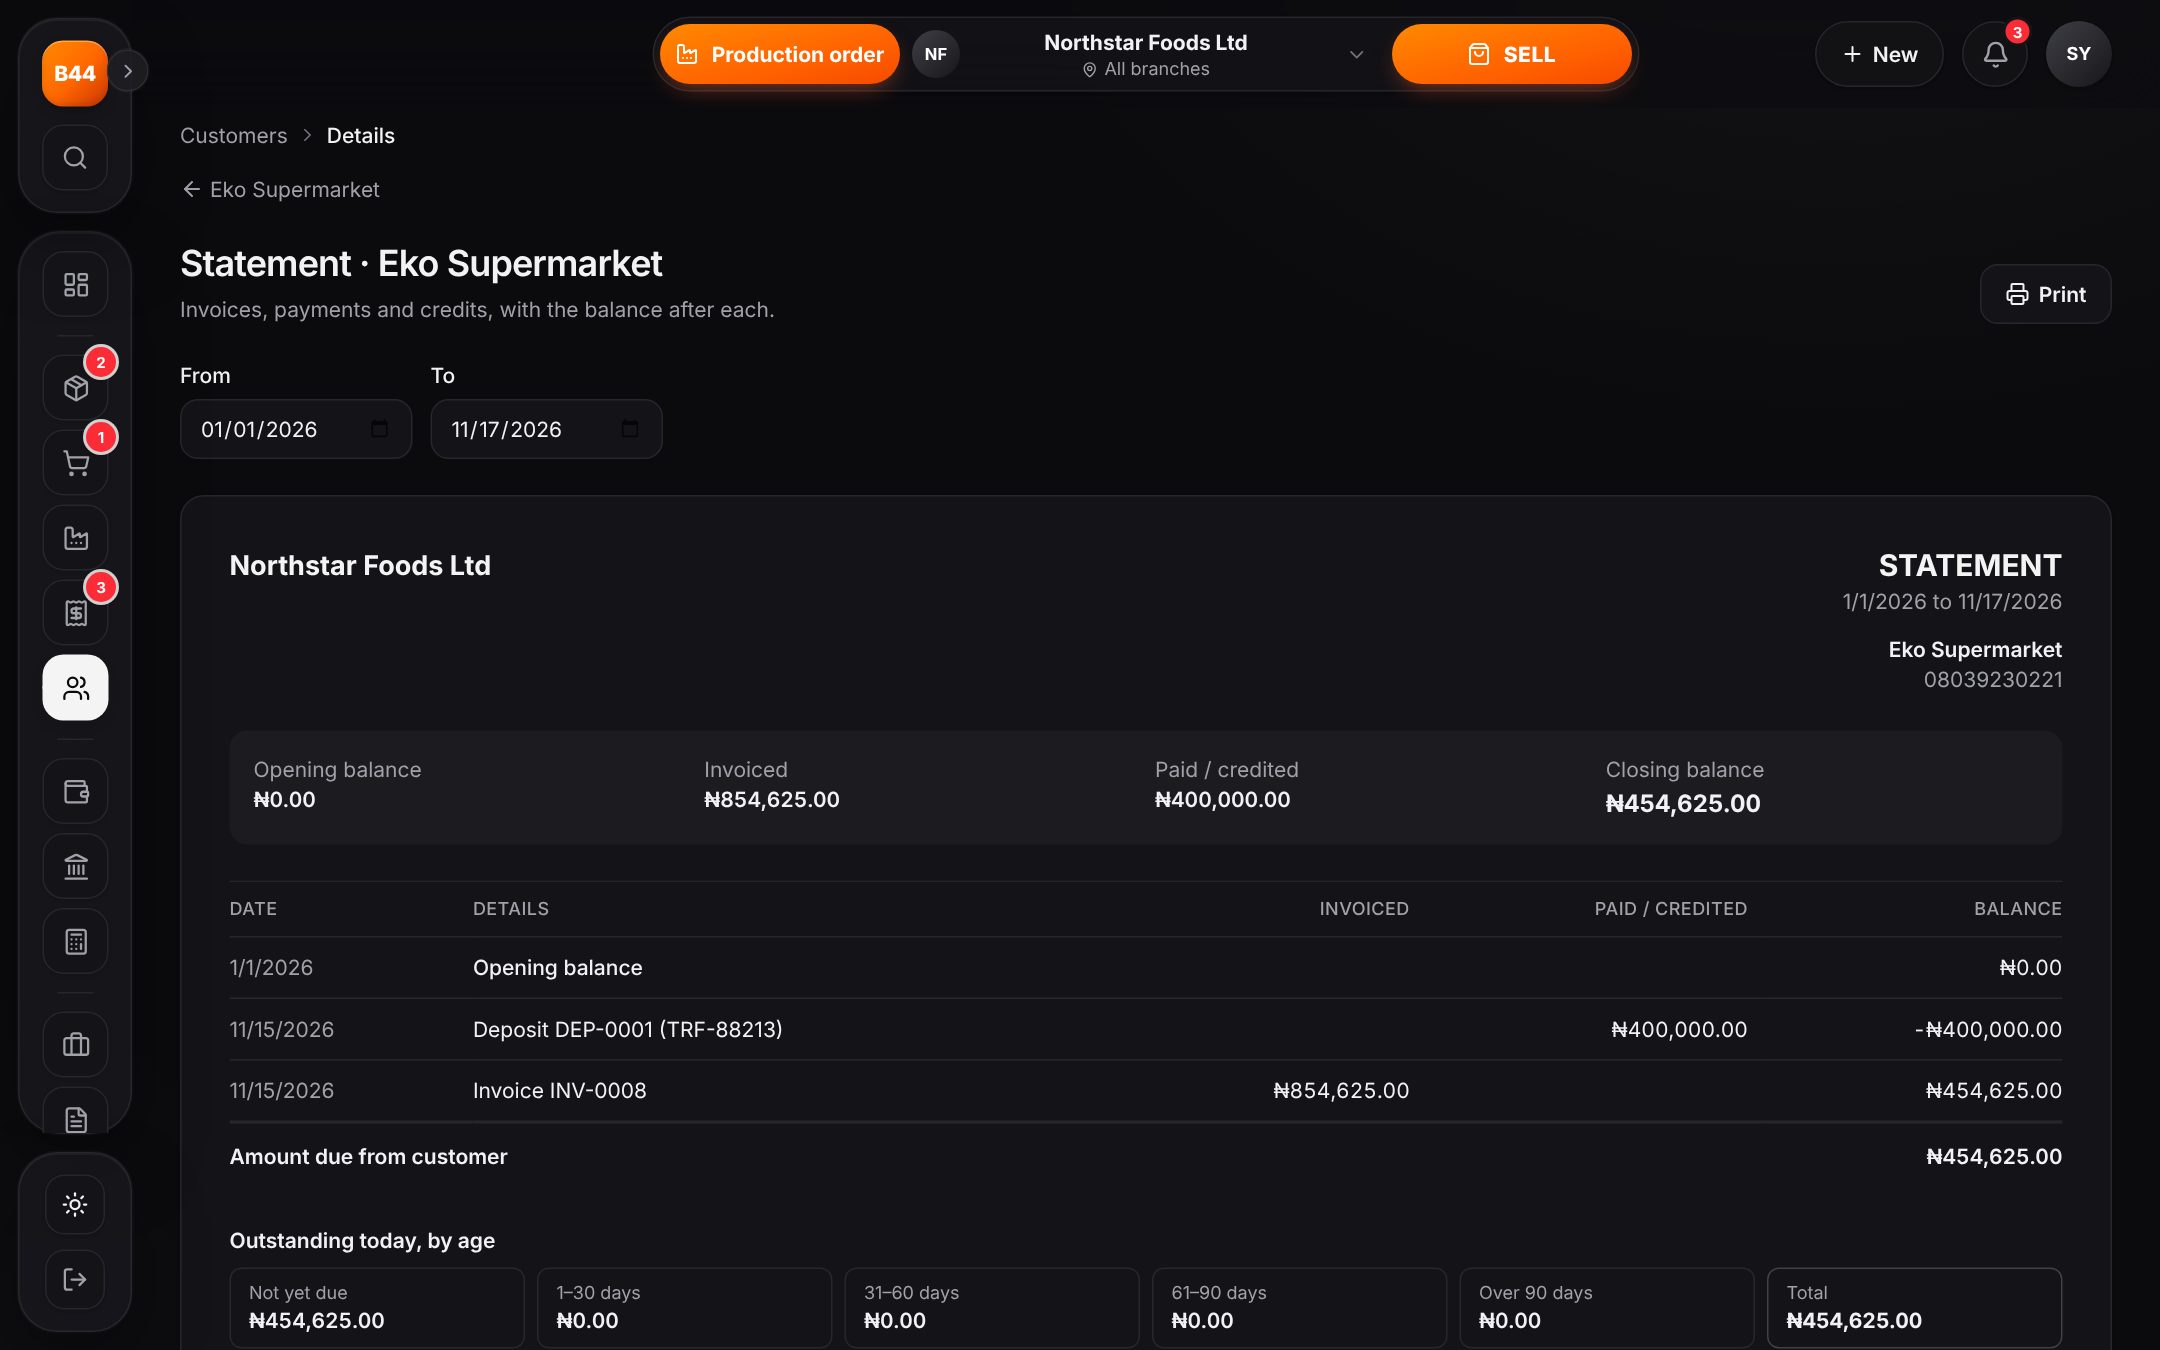 B44
Production order
NF
Northstar Foods Ltd
All branches
SELL
New
3
SY
Customers
Details
Eko Supermarket
Statement · Eko Supermarket
Invoices, payments and credits, with the balance after each.
Print
2
1
3
From
To
01/01/2026
11/17/2026
Northstar Foods Ltd
STATEMENT
1/1/2026 to 11/17/2026
Eko Supermarket
08039230221
Opening balance
Invoiced
Paid / credited
Closing balance
₦0.00
₦854,625.00
₦400,000.00
₦454,625.00
DATE DETAILS INVOICED PAID / CREDITED BALANCE
1/1/2026 Opening balance ₦0.00
11/15/2026 Deposit DEP-0001 (TRF-88213) ₦400,000.00 -₦400,000.00
11/15/2026 Invoice INV-0008 ₦854,625.00 ₦454,625.00
Amount due from customer ₦454,625.00
Outstanding today, by age
Not yet due
₦454,625.00
1–30 days
₦0.00
31–60 days
₦0.00
61–90 days
₦0.00
Over 90 days
₦0.00
Total
₦454,625.00